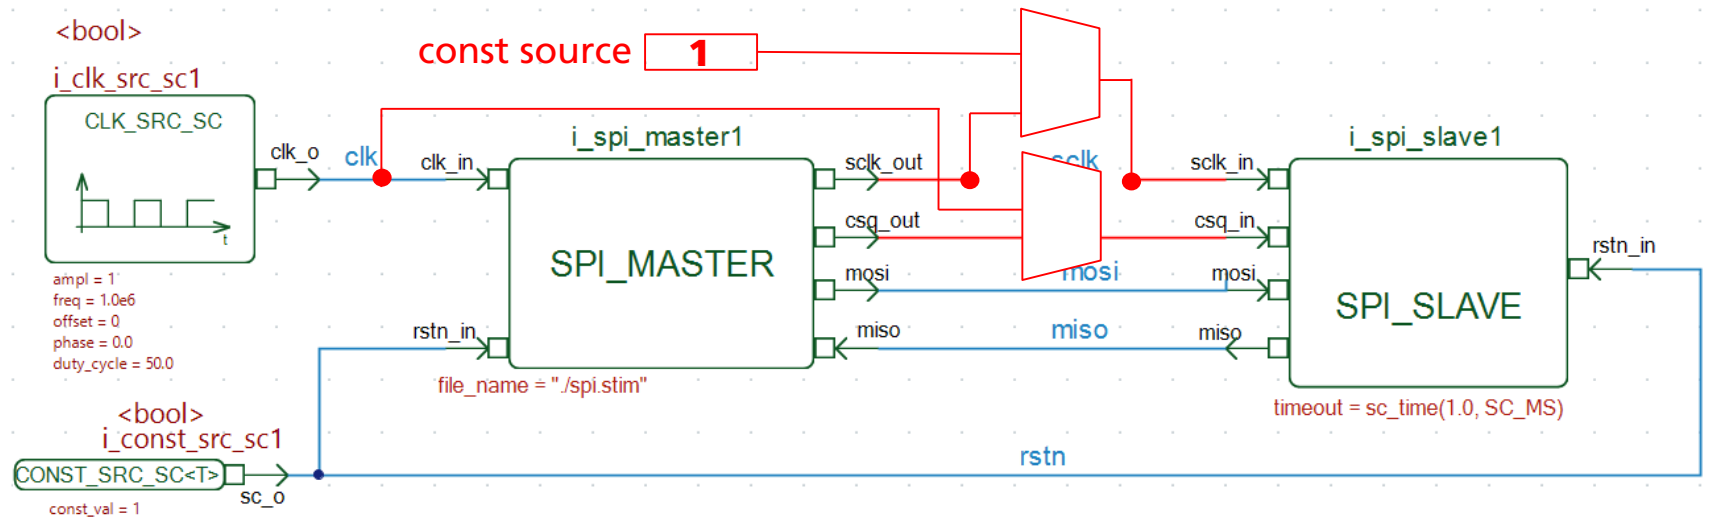 <bool>
i_clk_src_sc1
CLK_SRC_SC
t
clk_o
ampl = 1
freq = 1.0e6
offset = 0
phase = 0.0
duty_cycle = 50.0
const source 1
clk
clk_in
i_spi_master1
SPI_MASTER
rstn_in
file_name = "./spi.stim"
sclk_out
csq_out
mosi
miso
sclk
mosi
miso
i_spi_slave1
sclk_in
csq_in
mosi
miso
SPI_SLAVE
rstn_in
timeout = sc_time(1.0, SC_MS)
<bool>
i_const_src_sc1
CONST_SRC_SC<T>
sc_o
const_val = 1
rstn